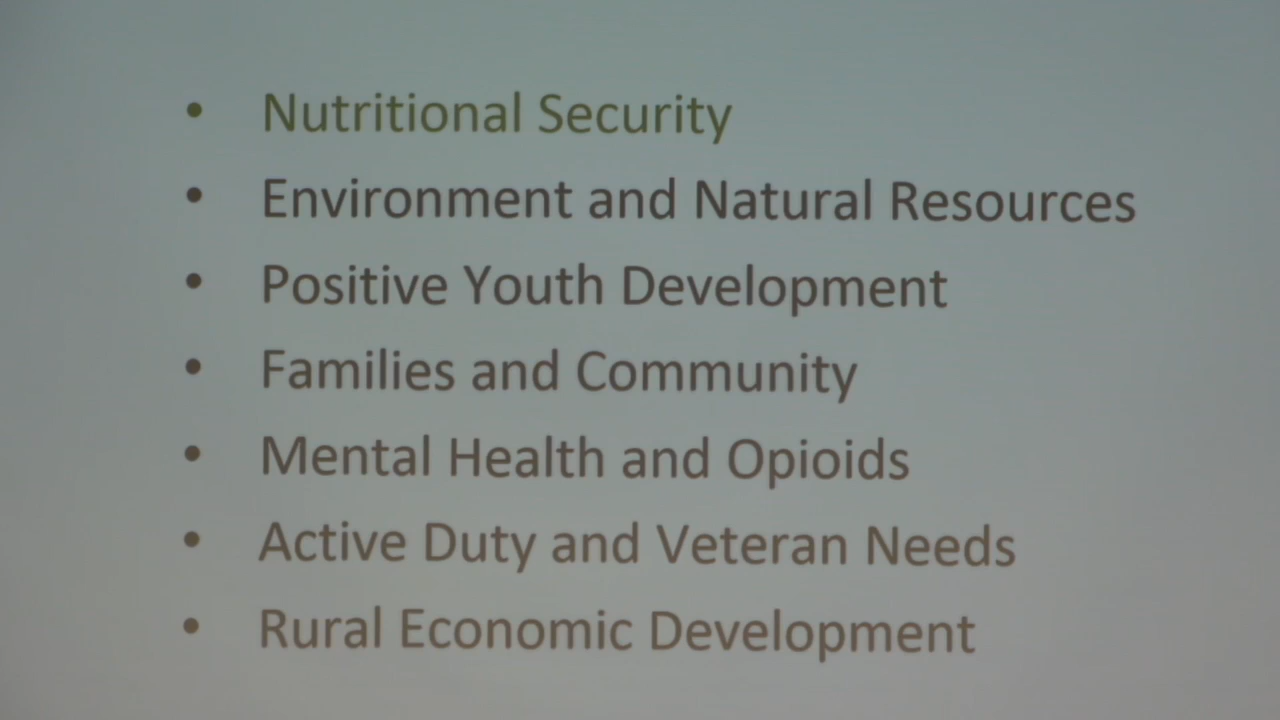 • Nutritional Security
• Environment and Natural Resources
• Positive Youth Development
• Families and Community
• Mental Health and Opioids
• Active Duty and Veteran Needs
• Rural Economic Development